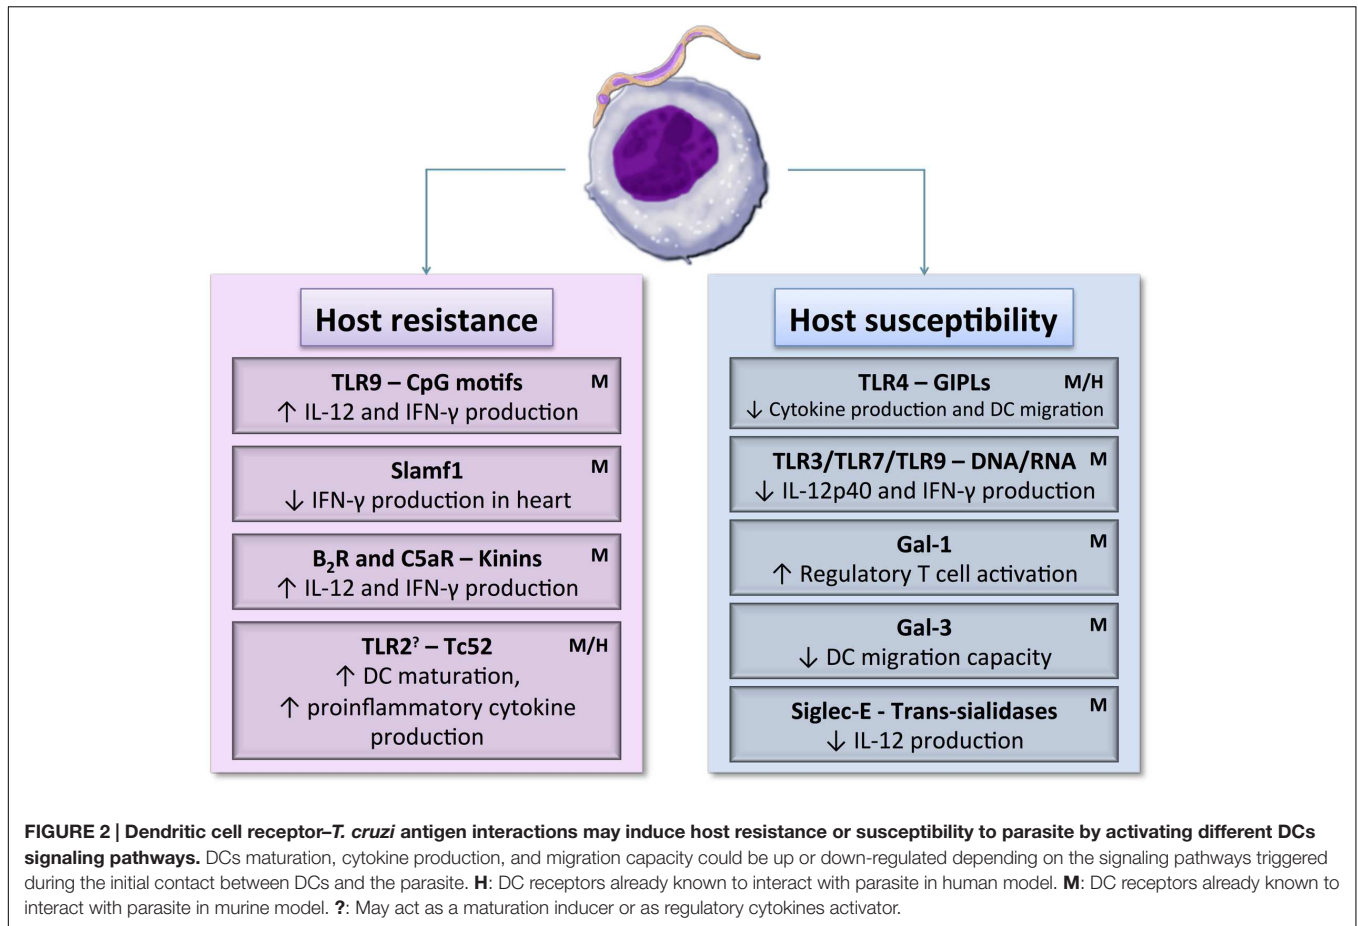 Host resistance
TLR9 – CpG motifs M
↑ IL-12 and IFN-γ production
Slamf1 M
↓ IFN-γ production in heart
B₂R and C5aR – Kinins M
↑ IL-12 and IFN-γ production
TLR2? – Tc52 M/H
↑ DC maturation,
↑ proinflammatory cytokine
production
Host susceptibility
TLR4 – GIPLs M/H
↓ Cytokine production and DC migration
TLR3/TLR7/TLR9 – DNA/RNA M
↓ IL-12p40 and IFN-γ production
Gal-1 M
↑ Regulatory T cell activation
Gal-3 M
↓ DC migration capacity
Siglec-E - Trans-sialidases M
↓ IL-12 production
FIGURE 2 | Dendritic cell receptor–T. cruzi antigen interactions may induce host resistance or susceptibility to parasite by activating different DCs
signaling pathways. DCs maturation, cytokine production, and migration capacity could be up or down-regulated depending on the signaling pathways triggered
during the initial contact between DCs and the parasite. H: DC receptors already known to interact with parasite in human model. M: DC receptors already known to
interact with parasite in murine model. ?: May act as a maturation inducer or as regulatory cytokines activator.